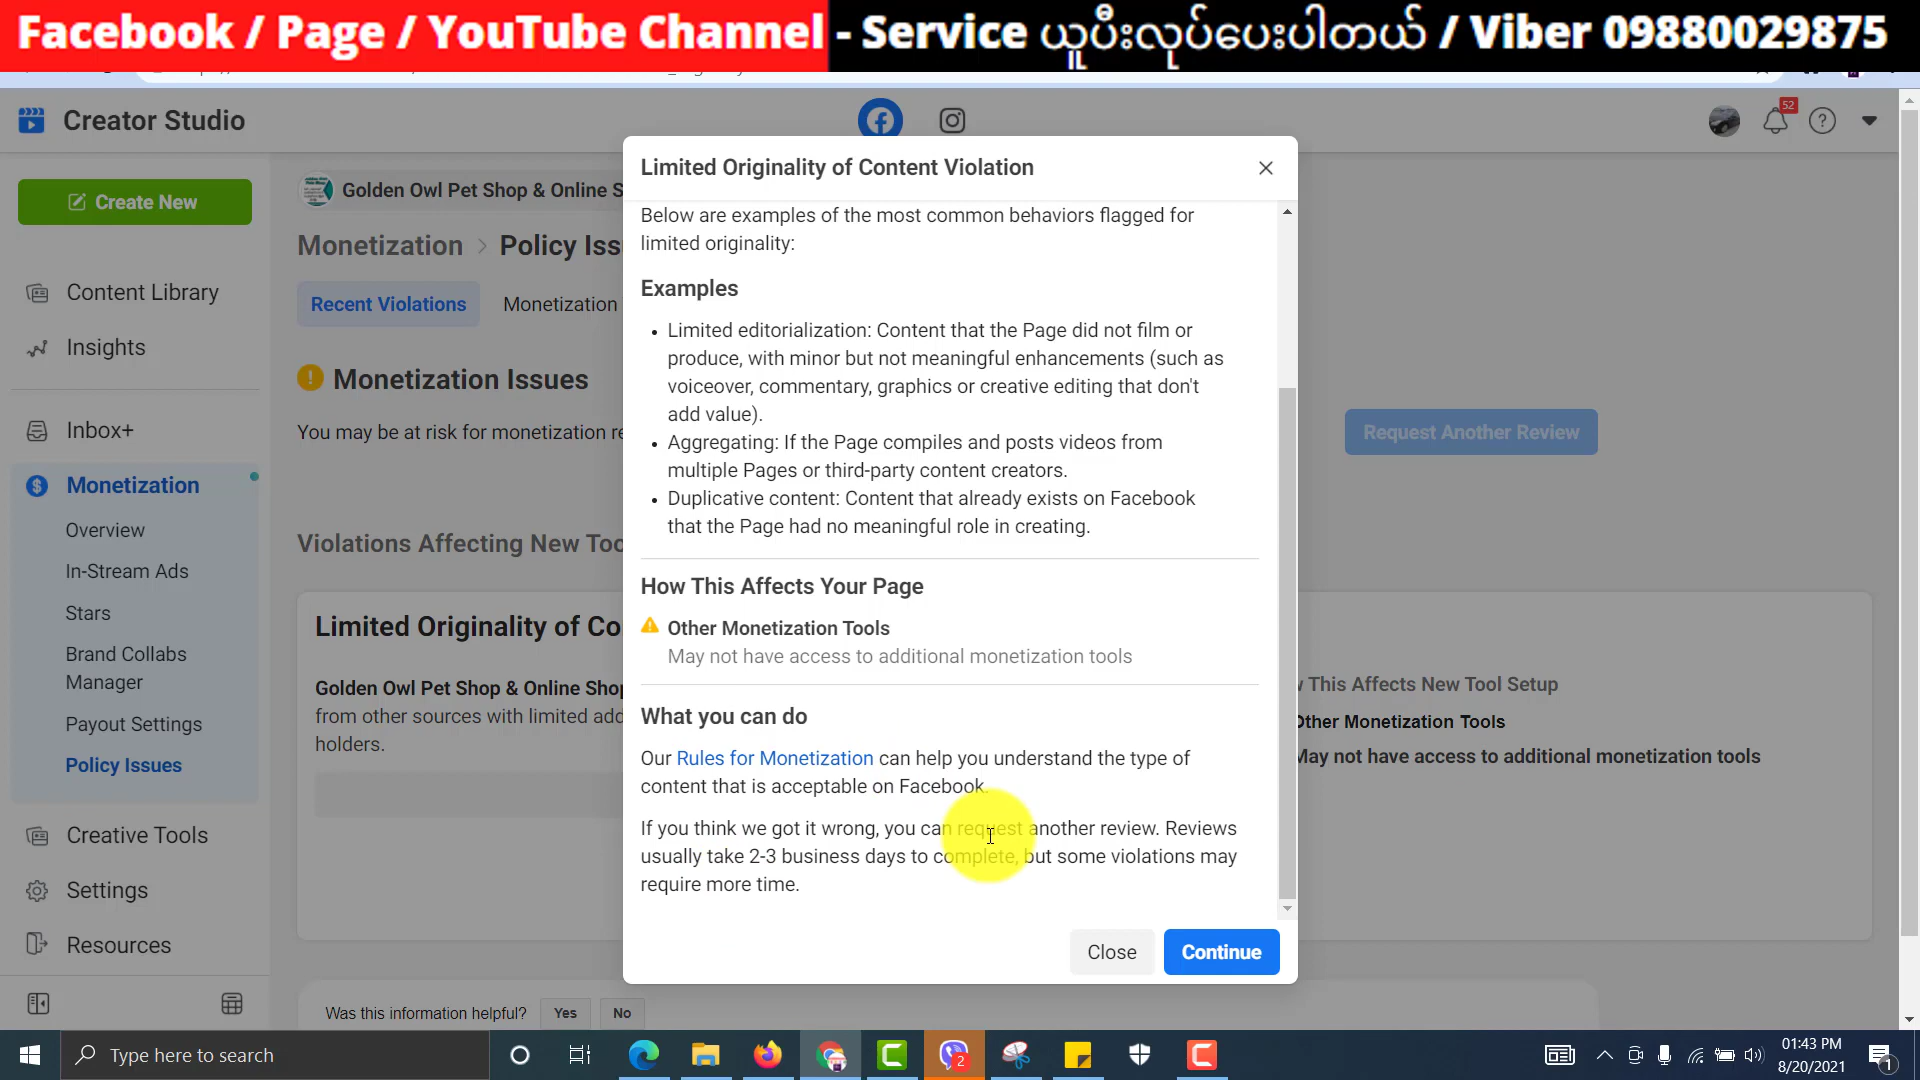 Facebook / Page / YouTube Channel - Service ယူပီးလုပ်ပေးပါတယ် / Viber 09880029875
Creator Studio
52
Create New
Content Library
Insights
Inbox+
Monetization
Overview
In-Stream Ads
Stars
Brand Collabs
Manager
Payout Settings
Policy Issues
Creative Tools
Settings
Resources
Golden Owl Pet Shop & Online S
Monetization > Policy Iss
Recent Violations
Monetization
Monetization Issues
You may be at risk for monetization re
Request Another Review
Violations Affecting New Too
Limited Originality of Co
Golden Owl Pet Shop & Online Shop
from other sources with limited add
holders.
This Affects New Tool Setup
Other Monetization Tools
May not have access to additional monetization tools
Was this information helpful?
Yes
No
Limited Originality of Content Violation
Below are examples of the most common behaviors flagged for
limited originality:
Examples
• Limited editorialization: Content that the Page did not film or
produce, with minor but not meaningful enhancements (such as
voiceover, commentary, graphics or creative editing that don't
add value).
• Aggregating: If the Page compiles and posts videos from
multiple Pages or third-party content creators.
• Duplicative content: Content that already exists on Facebook
that the Page had no meaningful role in creating.
How This Affects Your Page
Other Monetization Tools
May not have access to additional monetization tools
What you can do
Our Rules for Monetization can help you understand the type of
content that is acceptable on Facebook.
If you think we got it wrong, you can request another review. Reviews
usually take 2-3 business days to complete, but some violations may
require more time.
Close
Continue
Type here to search
2
01:43 PM
8/20/2021
1